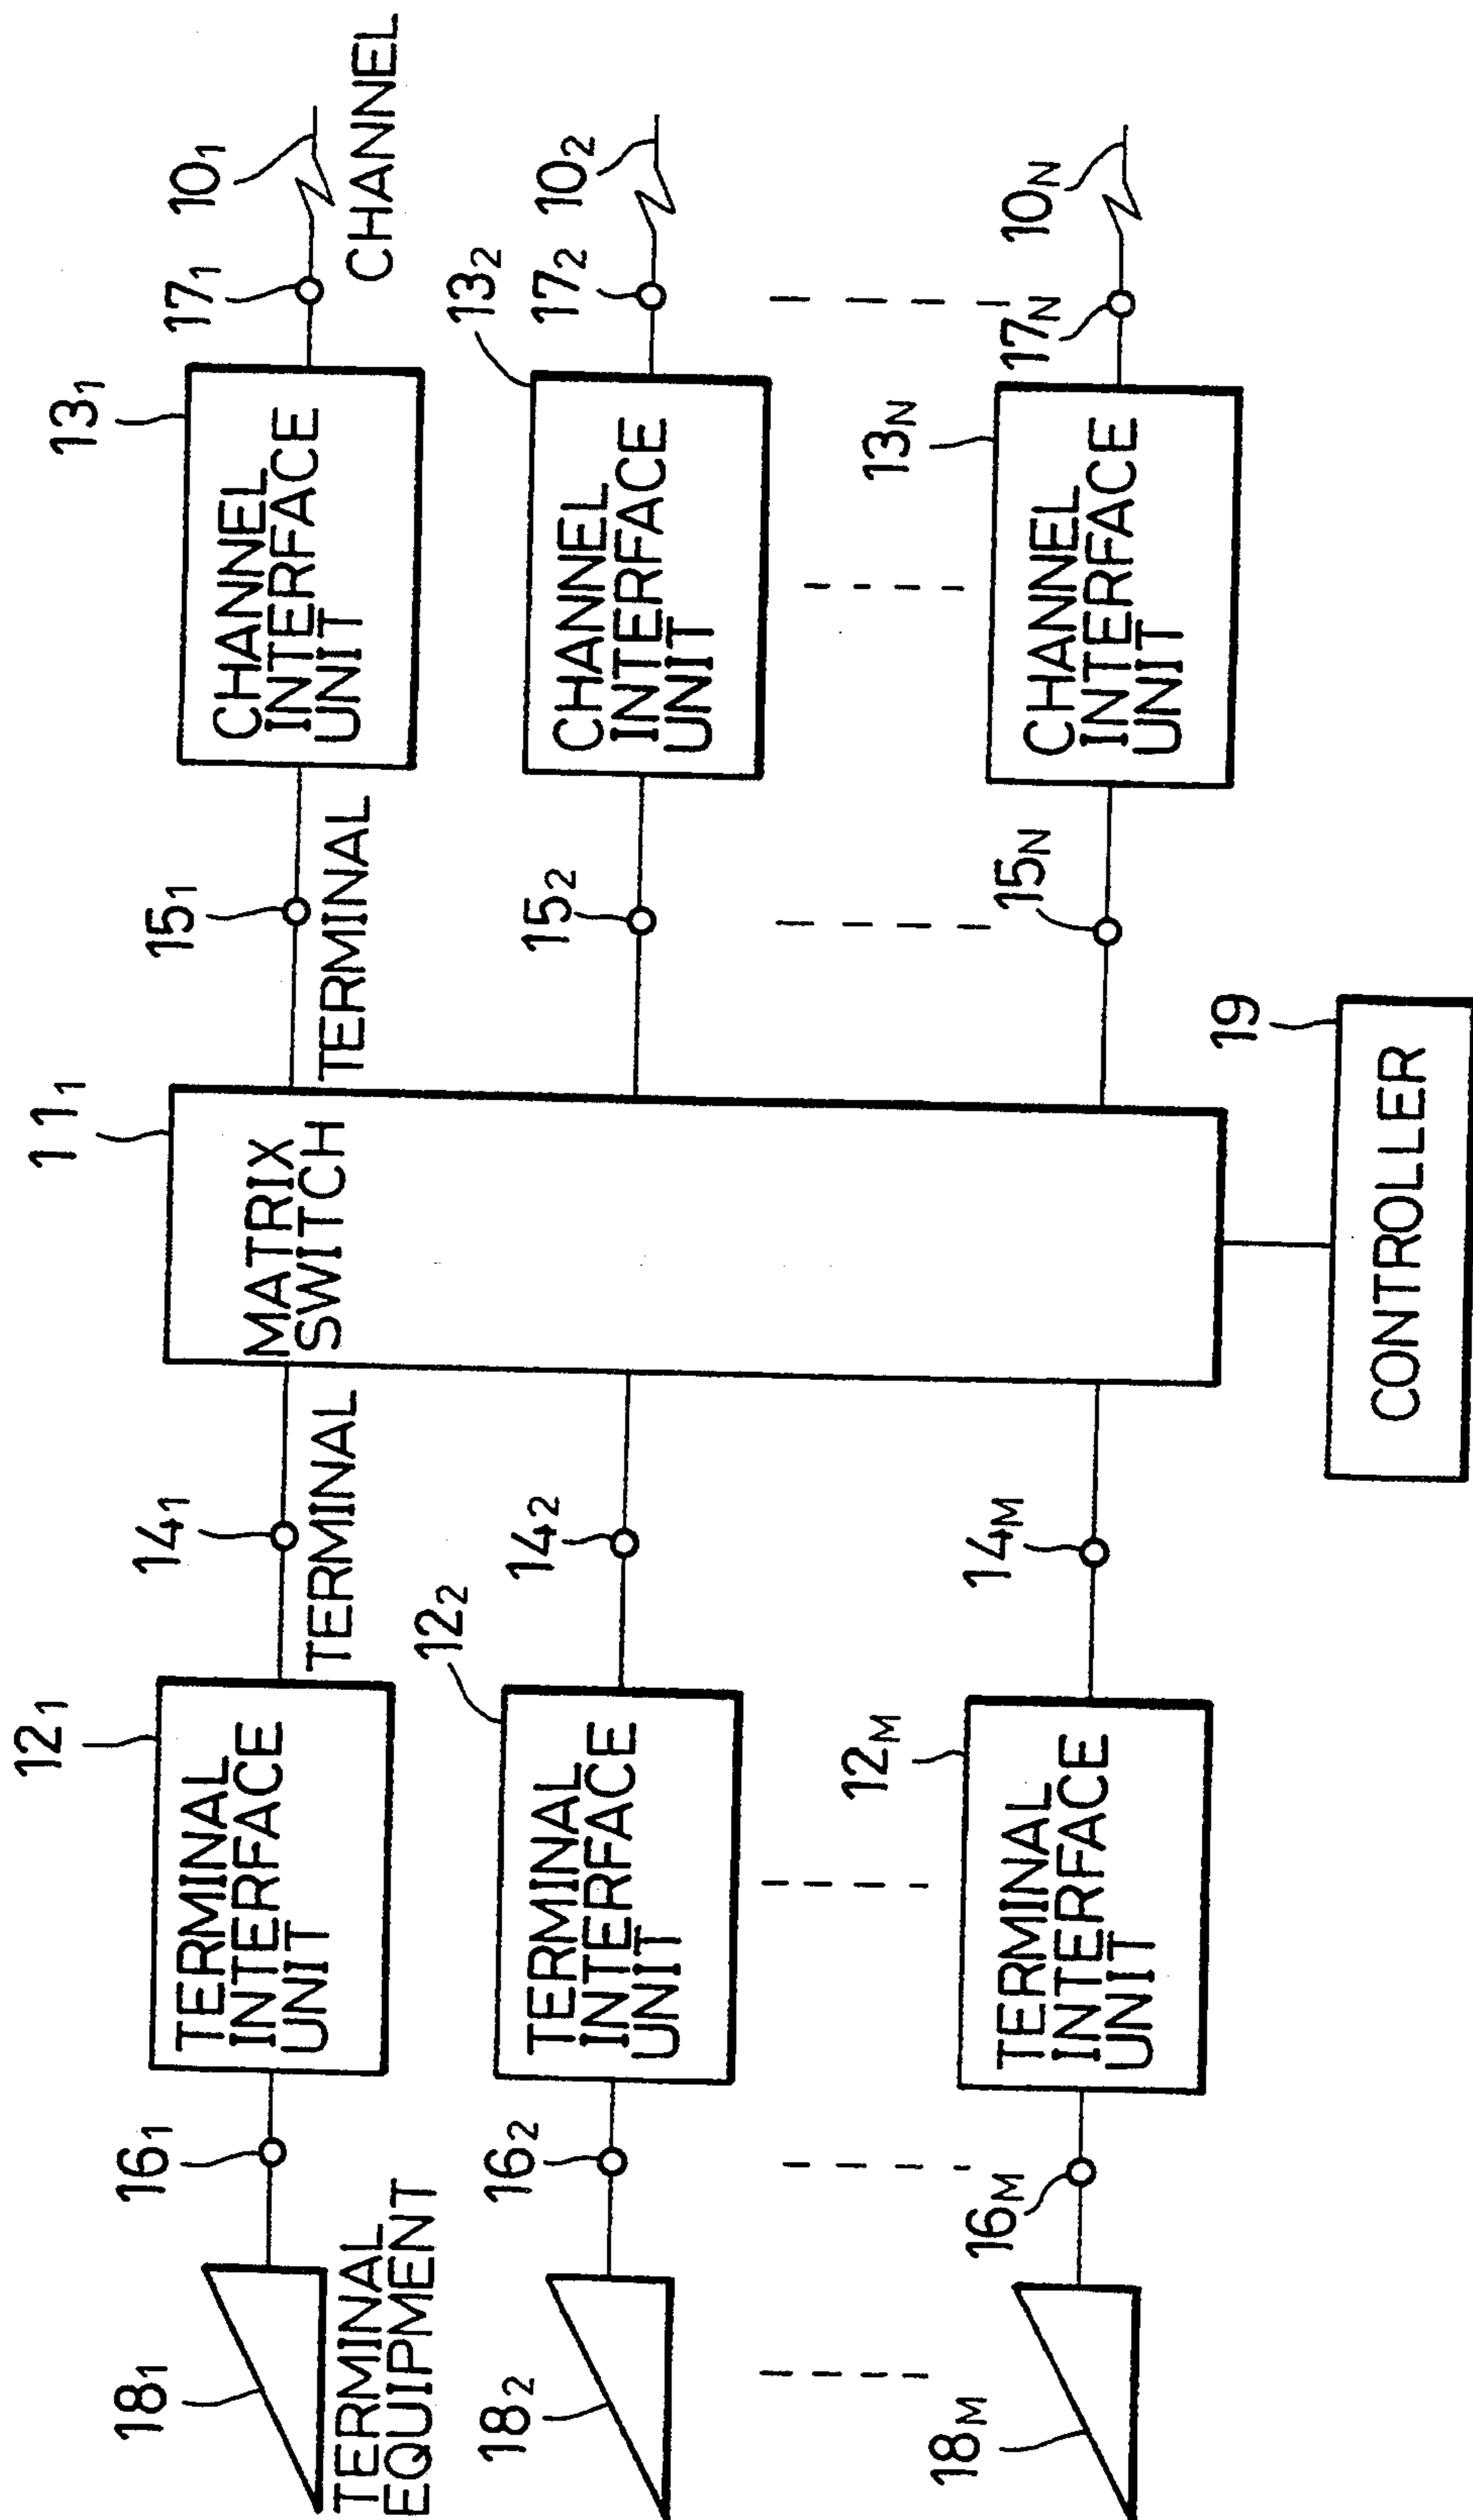 18₁
TERMINAL
EQUIPMENT
16₁
12₁
TERMINAL
INTERFACE
UNIT
14₁
TERMINAL
11₁
MATRIX
SWITCH
15₁
TERMINAL
13₁
CHANNEL
INTERFACE
UNIT
17₁
10₁
CHANNEL
18₂
16₂
12₂
TERMINAL
INTERFACE
UNIT
14₂
15₂
13₂
CHANNEL
INTERFACE
UNIT
17₂
10₂
18M
16M
12M
TERMINAL
INTERFACE
UNIT
14M
15N
13N
CHANNEL
INTERFACE
UNIT
17N
10N
19
CONTROLLER